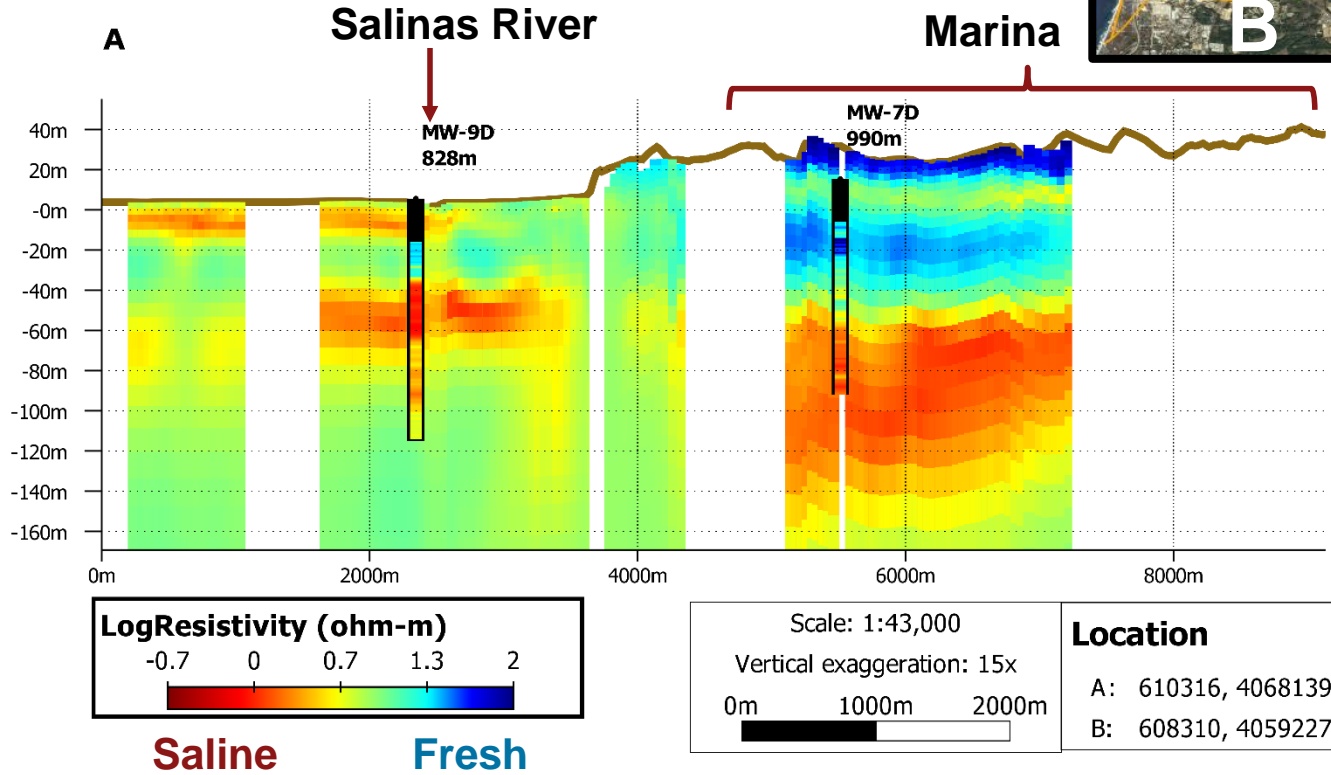 Salinas River
Marina
B
A
MW-9D
828m
MW-7D
990m
40m
20m
-0m
-20m
-40m
-60m
-80m
-100m
-120m
-140m
-160m
0m 2000m 4000m 6000m 8000m
LogResistivity (ohm-m)
-0.7 0 0.7 1.3 2
Saline Fresh
Scale: 1:43,000
Vertical exaggeration: 15x
0m 1000m 2000m
Location
A: 610316, 4068139
B: 608310, 4059227